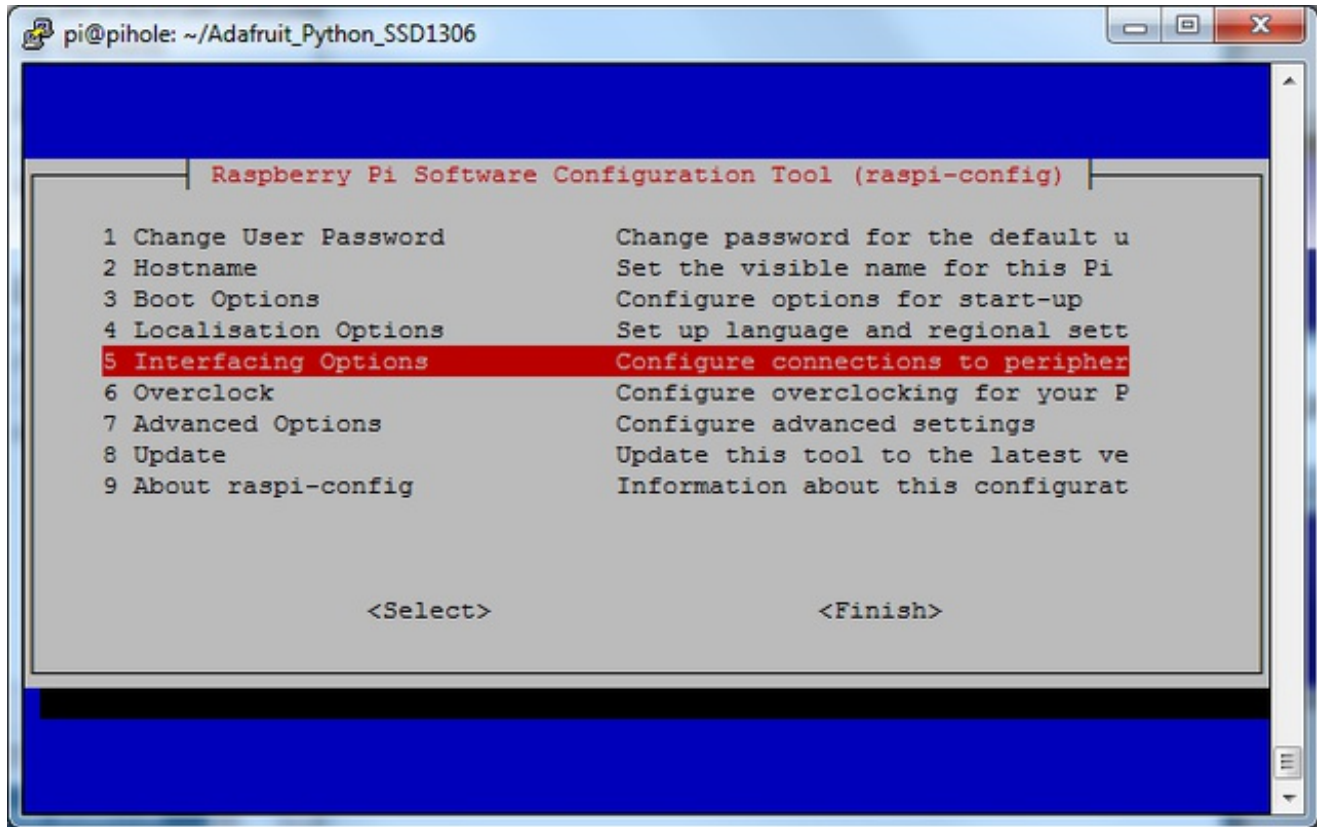 pi@pihole: ~/Adafruit_Python_SSD1306
Raspberry Pi Software Configuration Tool (raspi-config)
1 Change User Password Change password for the default u
2 Hostname Set the visible name for this Pi
3 Boot Options Configure options for start-up
4 Localisation Options Set up language and regional sett
5 Interfacing Options Configure connections to peripher
6 Overclock Configure overclocking for your P
7 Advanced Options Configure advanced settings
8 Update Update this tool to the latest ve
9 About raspi-config Information about this configurat
<Select> <Finish>